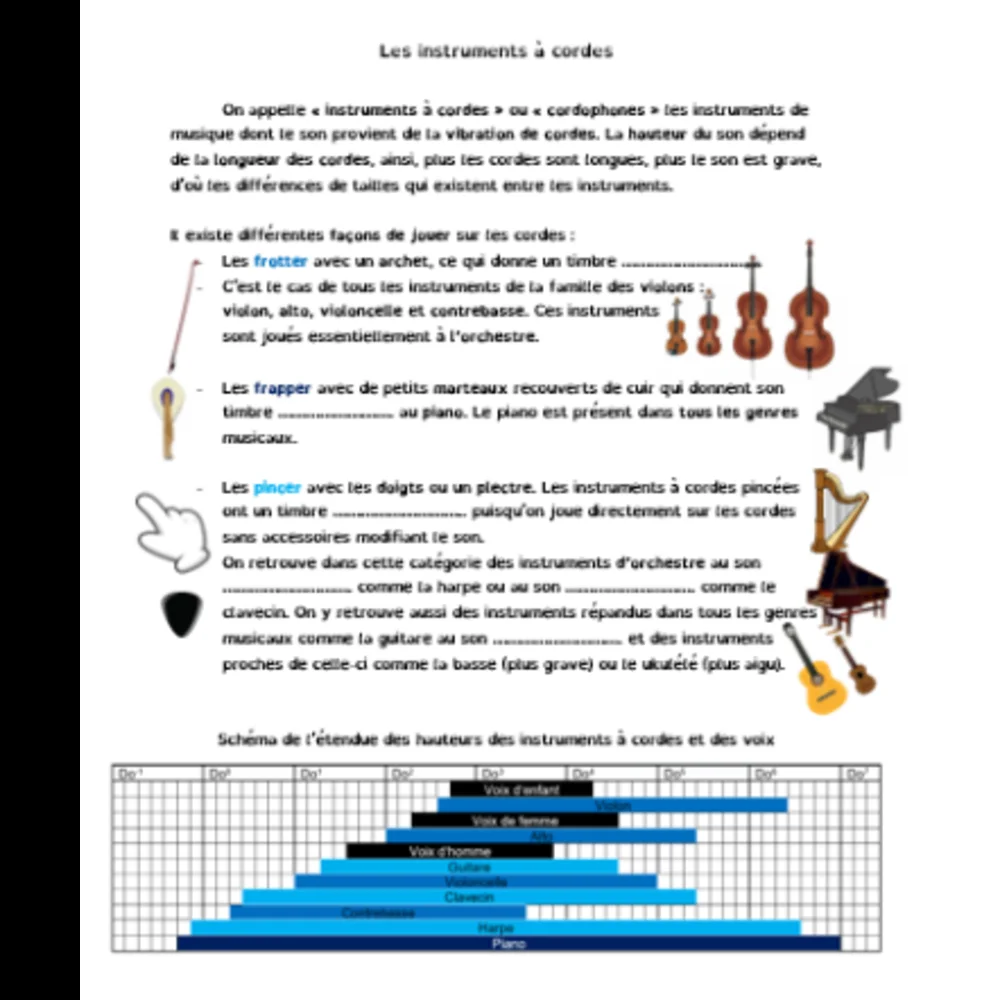 Les instruments à cordes
On appelle « instruments à cordes » ou « cordophones » les instruments de
musique dont le son provient de la vibration de cordes. La hauteur du son dépend
de la longueur des cordes, ainsi, plus les cordes sont longues, plus le son est grave,
d'où les différences de tailles qui existent entre les instruments.
Il existe différentes façons de jouer sur les cordes :
Les frotter avec un archet, ce qui donne un timbre ..............................
- C'est le cas de tous les instruments de la famille des violons :
violon, alto, violoncelle et contrebasse. Ces instruments
sont joués essentiellement à l'orchestre.
- Les frapper avec de petits marteaux recouverts de cuir qui donnent son
timbre ......................... au piano. Le piano est présent dans tous les genres
musicaux.
- Les pincer avec les doigts ou un plectre. Les instruments à cordes pincées
ont un timbre ............................. puisqu'on joue directement sur les cordes
sans accessoires modifiant le son.
On retrouve dans cette catégorie des instruments d'orchestre au son
............................ comme la harpe ou au son ............................ comme le
clavecin. On y retrouve aussi des instruments répandus dans tous les genres
musicaux comme la guitare au son ............................ et des instruments
proches de celle-ci comme la basse (plus grave) ou le ukulélé (plus aigu).
Schéma de l'étendue des hauteurs des instruments à cordes et des voix
Do-1 Do0 Do1 Do2 Do3 Do4 Do5 Do6 Do7
Voix d'enfant
Violon
Voix de femme
Alto
Voix d'homme
Guitare
Violoncelle
Clavecin
Contrebasse
Harpe
Piano